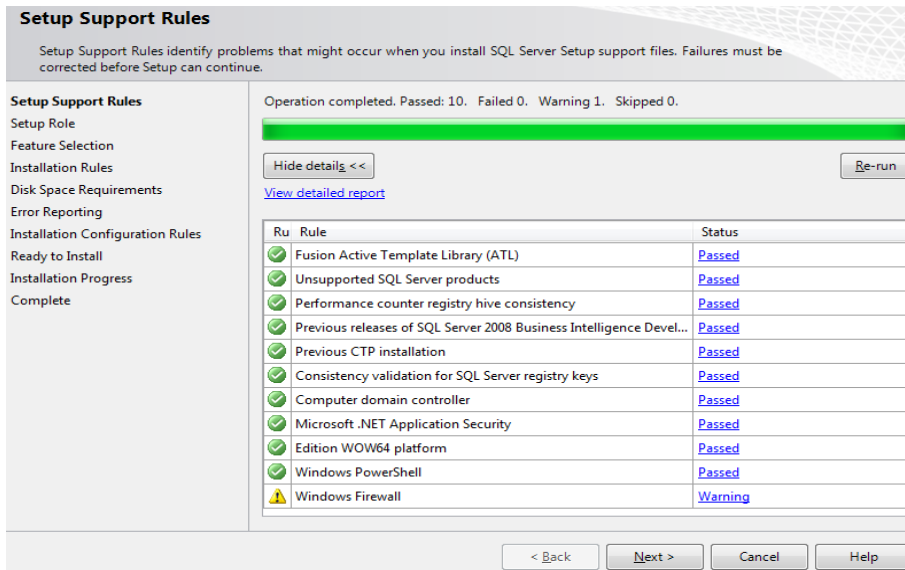 Setup Support Rules
Setup Support Rules identify problems that might occur when you install SQL Server Setup support files. Failures must be
corrected before Setup can continue.
Setup Support Rules
Setup Role
Feature Selection
Installation Rules
Disk Space Requirements
Error Reporting
Installation Configuration Rules
Ready to Install
Installation Progress
Complete
Operation completed. Passed: 10.   Failed 0.   Warning 1.   Skipped 0.
Hide details <<
Re-run
View detailed report
Ru Rule Status
Fusion Active Template Library (ATL) Passed
Unsupported SQL Server products Passed
Performance counter registry hive consistency Passed
Previous releases of SQL Server 2008 Business Intelligence Devel... Passed
Previous CTP installation Passed
Consistency validation for SQL Server registry keys Passed
Computer domain controller Passed
Microsoft .NET Application Security Passed
Edition WOW64 platform Passed
Windows PowerShell Passed
Windows Firewall Warning
< Back Next > Cancel Help